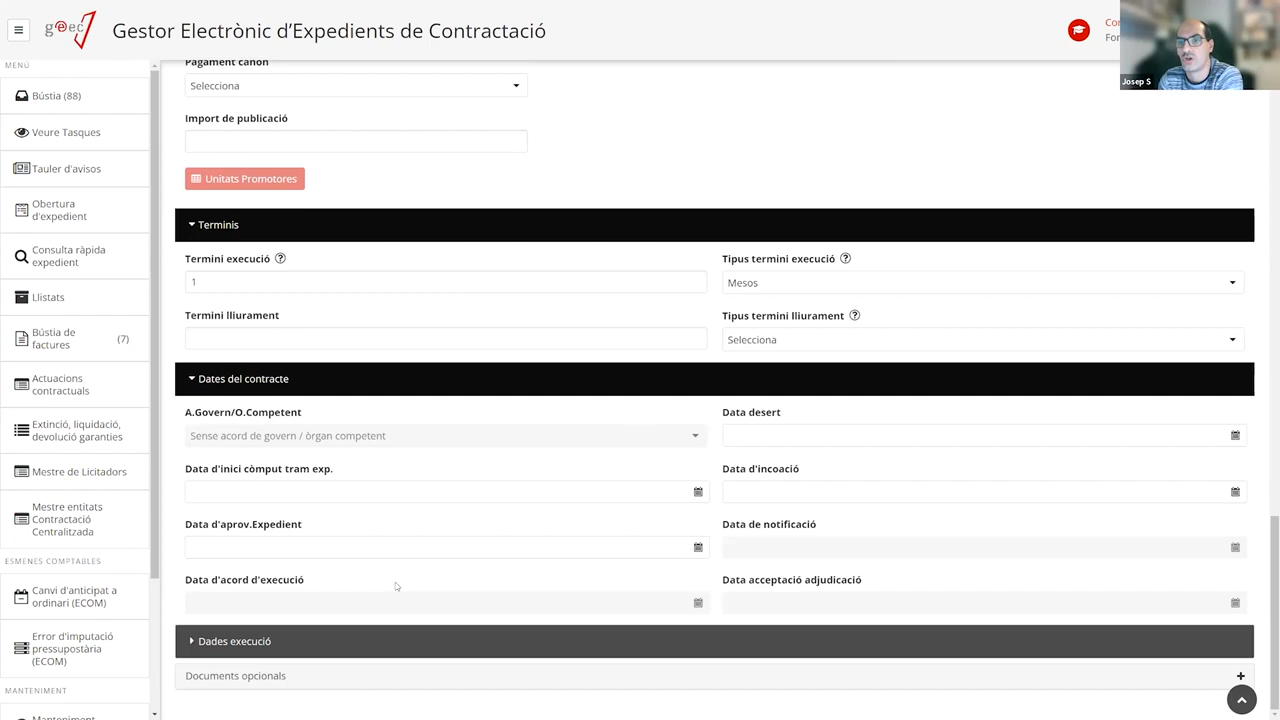 geec
Gestor Electrònic d'Expedients de Contractació
Co
For
Josep S
MENÚ
Bústia (88)
Veure Tasques
Tauler d'avisos
Obertura
d'expedient
Consulta ràpida
expedient
Llistats
Bústia de
factures
(7)
Actuacions
contractuals
Extinció, liquidació,
devolució garanties
Mestre de Licitadors
Mestre entitats
Contractació
Centralitzada
ESMENES COMPTABLES
Canvi d'anticipat a
ordinari (ECOM)
Error d'imputació
pressupostària
(ECOM)
MANTENIMENT
Manteniment
Pagament cànon
Selecciona
Import de publicació
Unitats Promotores
Terminis
Termini execució
Tipus termini execució
1
Mesos
Termini lliurament
Tipus termini lliurament
Selecciona
Dates del contracte
A.Govern/O.Competent
Data desert
Sense acord de govern / òrgan competent
Data d'inici còmput tram exp.
Data d'incoació
Data d'aprov.Expedient
Data de notificació
Data d'acord d'execució
Data acceptació adjudicació
Dades execució
Documents opcionals